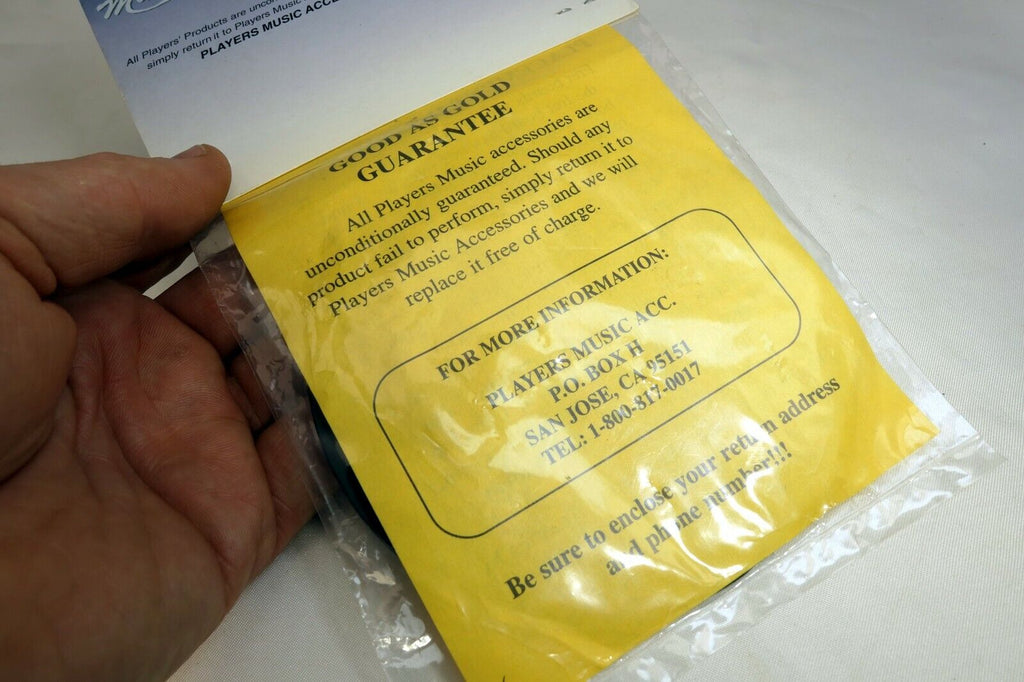 All Players' Products are
simply return it to Players Music
PLAYERS MUSIC
GOOD AS GOLD
GUARANTEE
All Players Music accessories are
unconditionally guaranteed. Should any
product fail to perform, simply return it to
Players Music Accessories and we will
replace it free of charge.
FOR MORE INFORMATION:
PLAYERS MUSIC ACC.
P.O. BOX H
SAN JOSE, CA 95151
TEL: 1-800-817-0017
Be sure to enclose your return address
and phone number!!!